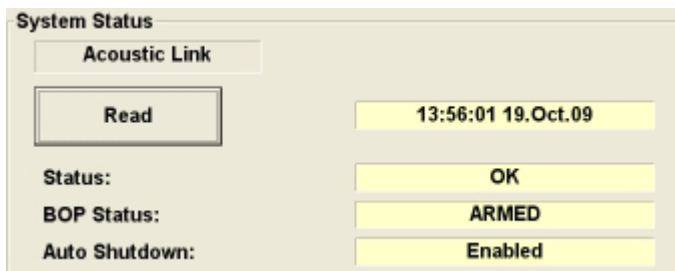 System Status
Acoustic Link
Read 13:56:01 19.Oct.09
Status: OK
BOP Status: ARMED
Auto Shutdown: Enabled